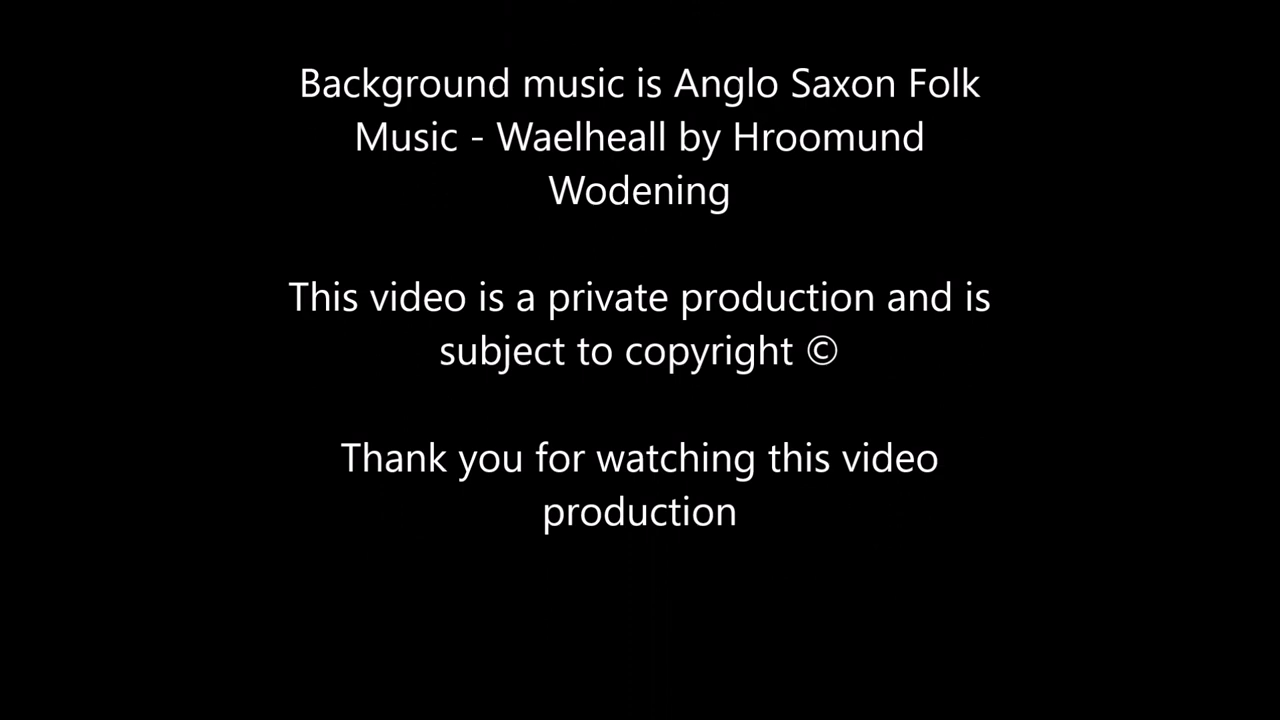 Background music is Anglo Saxon Folk
Music - Waelheall by Hroomund
Wodening
This video is a private production and is
subject to copyright ©
Thank you for watching this video
production